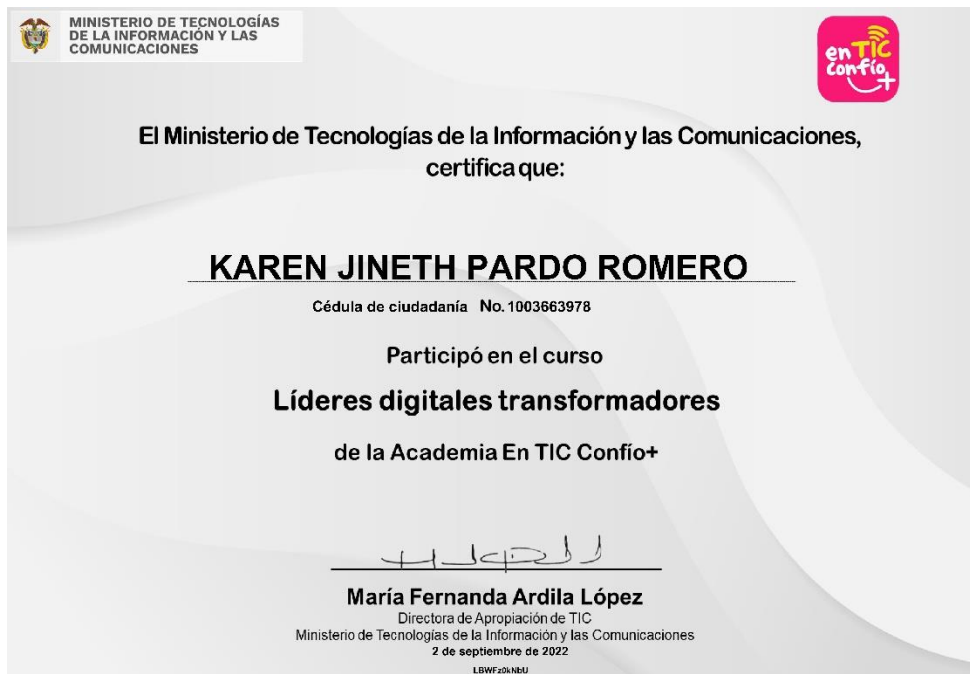 MINISTERIO DE TECNOLOGÍAS
DE LA INFORMACIÓN Y LAS
COMUNICACIONES
en TIC
confío
+
El Ministerio de Tecnologías de la Información y las Comunicaciones,
certifica que:
KAREN JINETH PARDO ROMERO
Cédula de ciudadanía No. 1003663978
Participó en el curso
Líderes digitales transformadores
de la Academia En TIC Confío+
María Fernanda Ardila López
Directora de Apropiación de TIC
Ministerio de Tecnologías de la Información y las Comunicaciones
2 de septiembre de 2022
LBWFz0kNbU